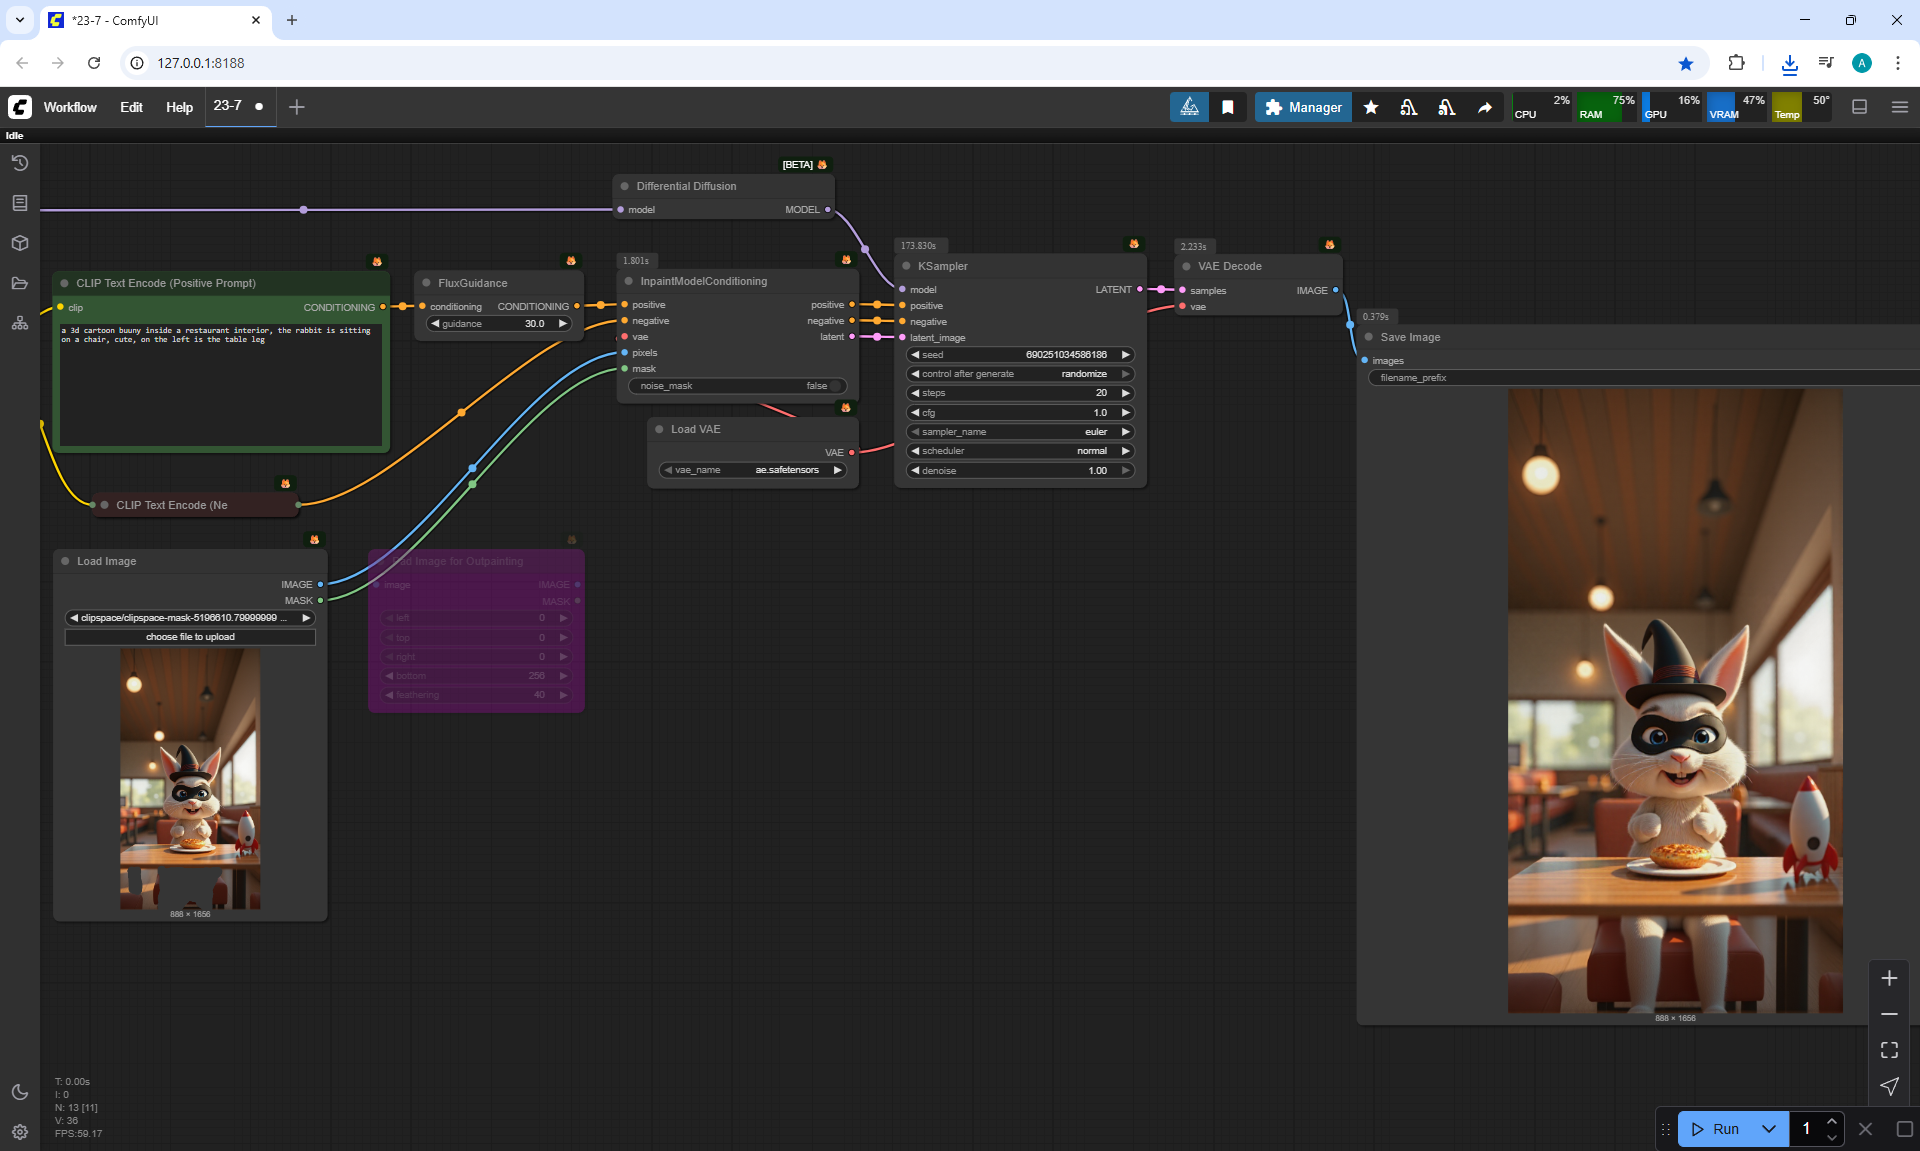 *23-7 - ComfyUI
127.0.0.1:8188
Workflow Edit Help 23-7
Manager
CPU 2% RAM 75% GPU 16% VRAM 47% Temp 50°
Idle
[BETA]
Differential Diffusion
model MODEL
CLIP Text Encode (Positive Prompt)
clip CONDITIONING
a 3d cartoon buuny inside a restaurant interior, the rabbit is sitting
on a chair, cute, on the left is the table leg
FluxGuidance
conditioning CONDITIONING
guidance 30.0
1.801s
InpaintModelConditioning
positive positive
negative negative
vae latent
pixels
mask
noise_mask false
Load VAE
VAE
vae_name ae.safetensors
173.830s
KSampler
model LATENT
positive
negative
latent_image
seed 690251034586186
control after generate randomize
steps 20
cfg 1.0
sampler_name euler
scheduler normal
denoise 1.00
2.233s
VAE Decode
samples IMAGE
vae
0.379s
Save Image
images
filename_prefix
888 × 1656
CLIP Text Encode (Ne
Load Image
IMAGE
MASK
clipspace/clipspace-mask-5196610.79999999 ...
choose file to upload
888 × 1656
Pad Image for Outpainting
image IMAGE
MASK
left 0
top 0
right 0
bottom 256
feathering 40
T: 0.00s
I: 0
N: 13 [11]
V: 36
FPS:59.17
Run 1
A